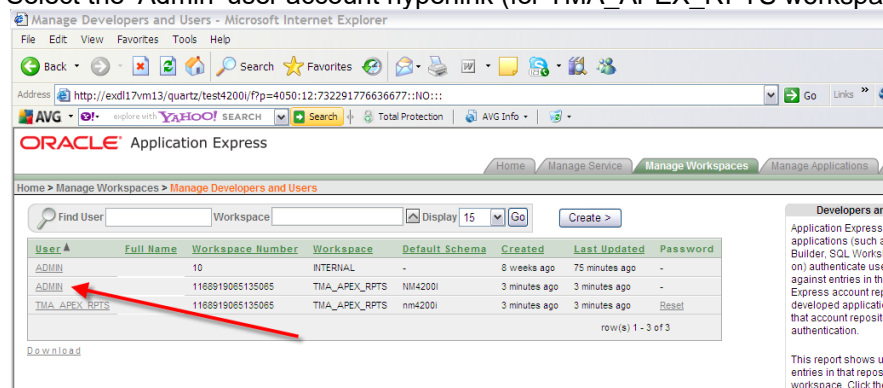 Select the 'Admin' user account hyperlink (for TMA_APEX_RPTS workspa
Manage Developers and Users - Microsoft Internet Explorer
File Edit View Favorites Tools Help
Back Search Favorites
Address http://exdl17vm13/quartz/test4200i/f?p=4050:12:732291776636677::NO::: Go Links »
AVG explore with YAHOO! SEARCH Search Total Protection AVG Info
ORACLE Application Express
Home Manage Service Manage Workspaces Manage Applications
Home > Manage Workspaces > Manage Developers and Users
Find User Workspace Display 15 Go Create >
User Full Name Workspace Number Workspace Default Schema Created Last Updated Password
ADMIN 10 INTERNAL - 8 weeks ago 75 minutes ago -
ADMIN 1168919065135065 TMA_APEX_RPTS NM4200I 3 minutes ago 3 minutes ago -
TMA_APEX_RPTS 1168919065135065 TMA_APEX_RPTS nm4200i 3 minutes ago 3 minutes ago Reset
row(s) 1 - 3 of 3
Download
Developers ar
Application Express
applications (such a
Builder, SQL Works
on) authenticate use
against entries in th
Express account rep
developed applicati
that account reposit
authentication.
This report shows u
entries in that repos
workspace. Click the